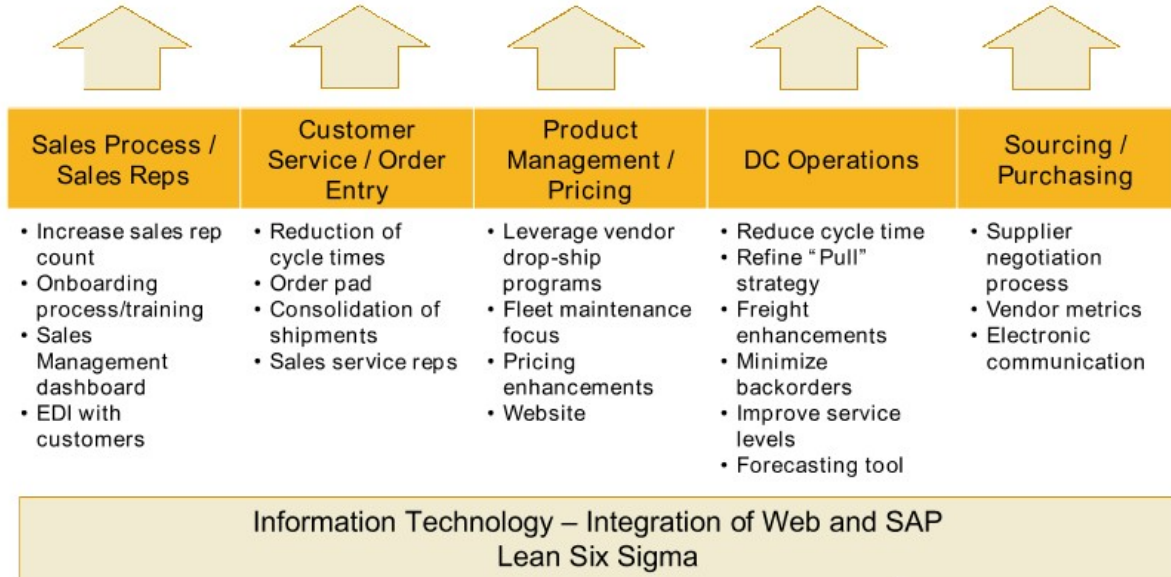 Sales Process /
Sales Reps
• Increase sales rep
count
• Onboarding
process/training
• Sales
Management
dashboard
• EDI with
customers
Customer
Service / Order
Entry
• Reduction of
cycle times
• Order pad
• Consolidation of
shipments
• Sales service reps
Product
Management /
Pricing
• Leverage vendor
drop-ship
programs
• Fleet maintenance
focus
• Pricing
enhancements
• Website
DC Operations
• Reduce cycle time
• Refine “Pull”
strategy
• Freight
enhancements
• Minimize
backorders
• Improve service
levels
• Forecasting tool
Sourcing /
Purchasing
• Supplier
negotiation
process
• Vendor metrics
• Electronic
communication
Information Technology – Integration of Web and SAP
Lean Six Sigma